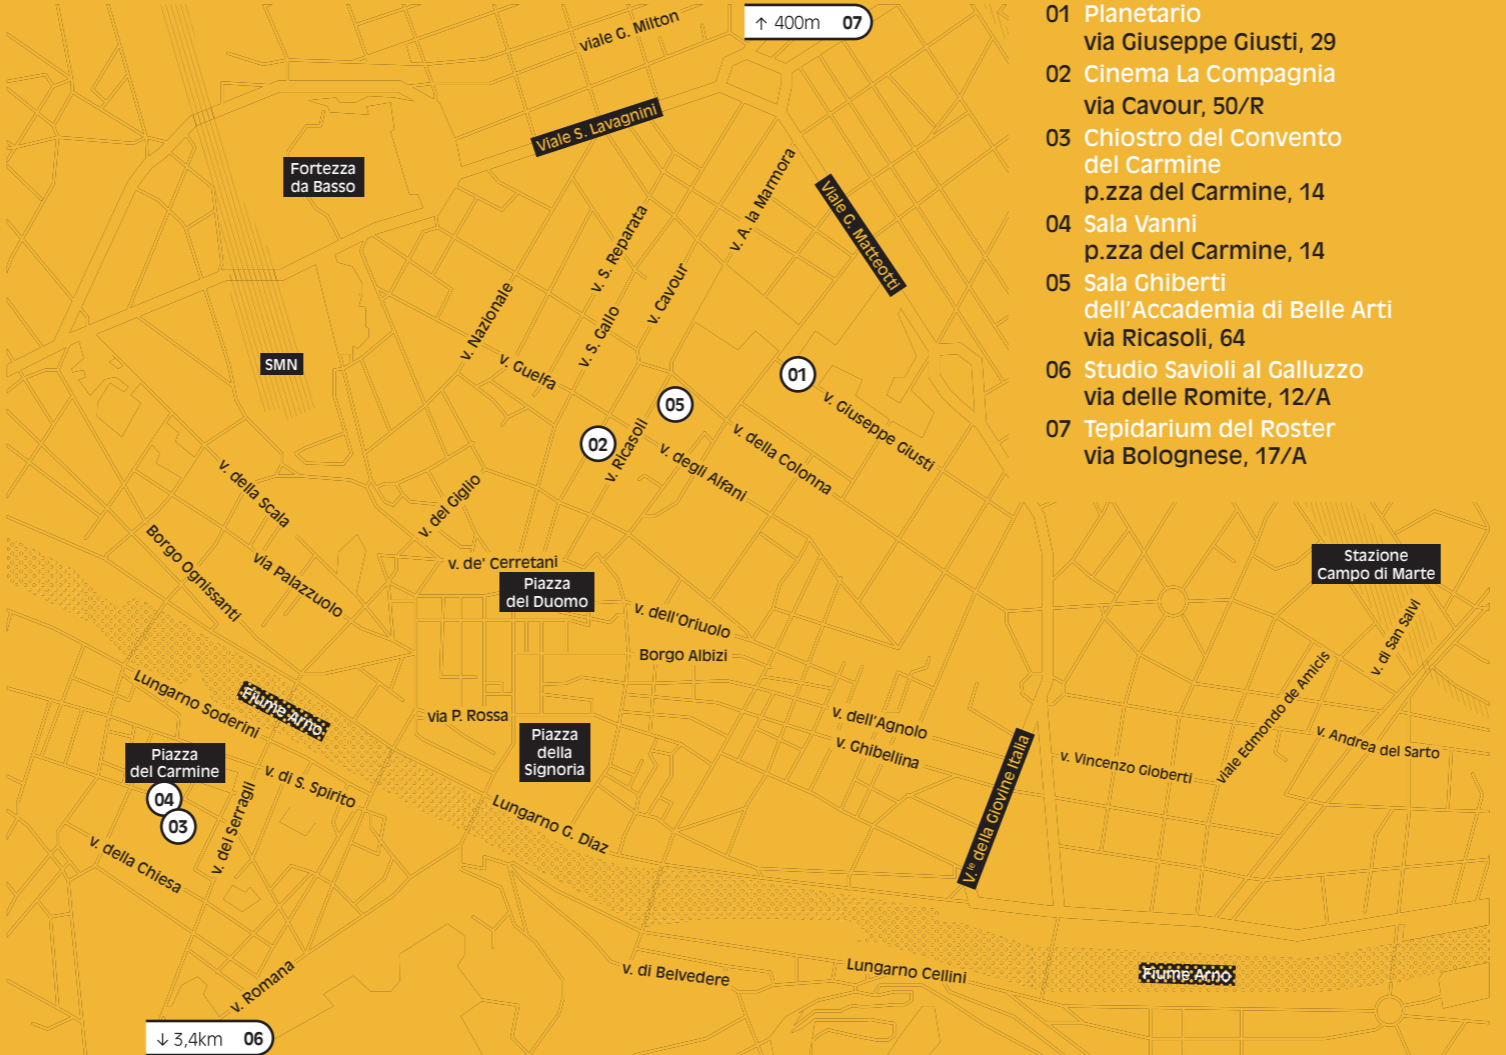 viale G. Milton
↑ 400m 07
Viale S. Lavagnini
Fortezza
da Basso
v. A. la Marmora
Viale G. Matteotti
v. S. Reparata
v. Cavour
v. Nazionale
v. S. Gallo
v. Guelfa
SMN
01
05
02
v. Ricasoli
v. Giuseppe Giusti
v. della Colonna
v. degli Alfani
v. della Scala
v. del Giglio
Borgo Ognissanti
via Palazzuolo
v. de' Cerretani
Piazza
del Duomo
v. dell'Oriuolo
Borgo Albizi
Lungarno Soderini
Fiume Arno
via P. Rossa
Piazza
della
Signoria
v. dell'Agnolo
v. Ghibellina
V.le della Giovine Italia
v. Vincenzo Gioberti
viale Edmondo de Amicis
v. di San Salvi
v. Andrea del Sarto
Stazione
Campo di Marte
Piazza
del Carmine
04
03
v. di S. Spirito
v. dei Serragli
v. della Chiesa
Lungarno G. Diaz
v. di Belvedere
Lungarno Cellini
Fiume Arno
v. Romana
↓ 3,4km 06
01 Planetario
via Giuseppe Giusti, 29
02 Cinema La Compagnia
via Cavour, 50/R
03 Chiostro del Convento
del Carmine
p.zza del Carmine, 14
04 Sala Vanni
p.zza del Carmine, 14
05 Sala Ghiberti
dell'Accademia di Belle Arti
via Ricasoli, 64
06 Studio Savioli al Galluzzo
via delle Romite, 12/A
07 Tepidarium del Roster
via Bolognese, 17/A